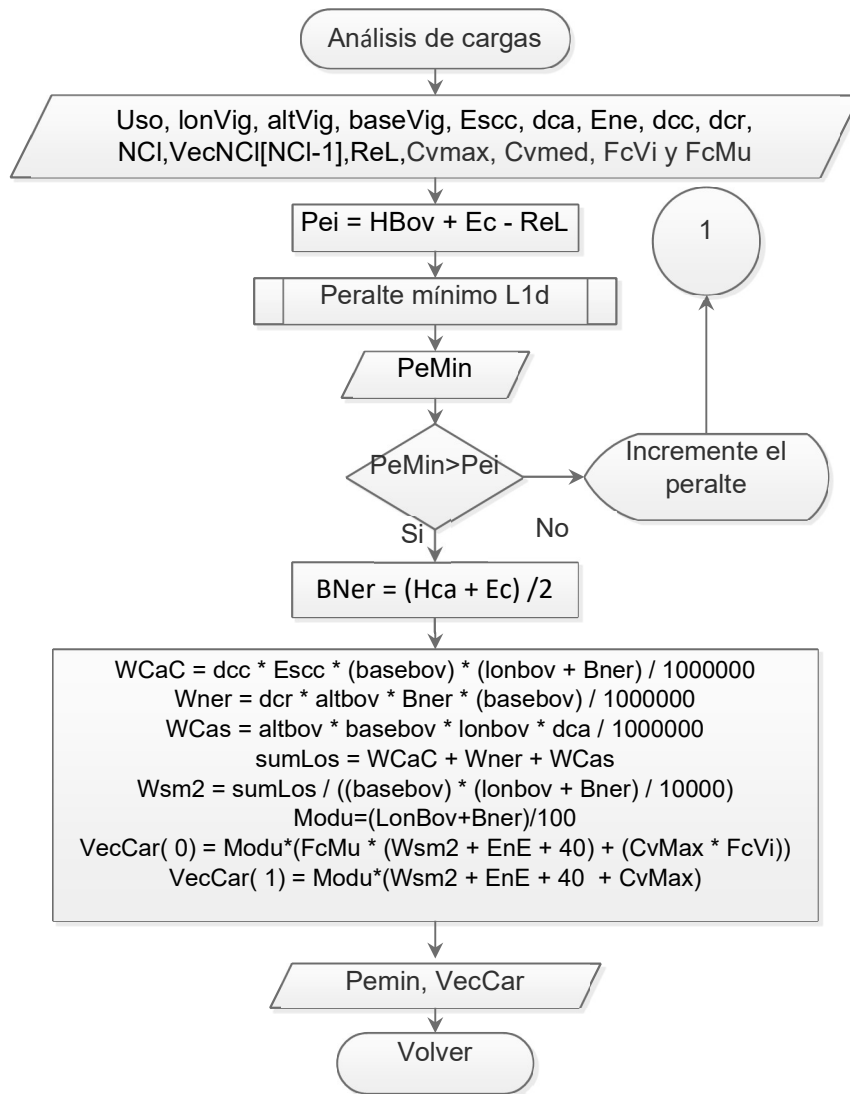 Análisis de cargas
Uso, lonVig, altVig, baseVig, Escc, dca, Ene, dcc, dcr,
NCl,VecNCl[NCl-1],ReL,Cvmax, Cvmed, FcVi y FcMu
Pei = HBov + Ec - ReL
1
Peralte mínimo L1d
PeMin
PeMin>Pei
Incremente el
peralte
Si
No
BNer = (Hca + Ec) /2
WCaC = dcc * Escc * (basebov) * (lonbov + Bner) / 1000000
Wner = dcr * altbov * Bner * (basebov) / 1000000
WCas = altbov * basebov * lonbov * dca / 1000000
sumLos = WCaC + Wner + WCas
Wsm2 = sumLos / ((basebov) * (lonbov + Bner) / 10000)
Modu=(LonBov+Bner)/100
VecCar( 0) = Modu*(FcMu * (Wsm2 + EnE + 40) + (CvMax * FcVi))
VecCar( 1) = Modu*(Wsm2 + EnE + 40 + CvMax)
Pemin, VecCar
Volver